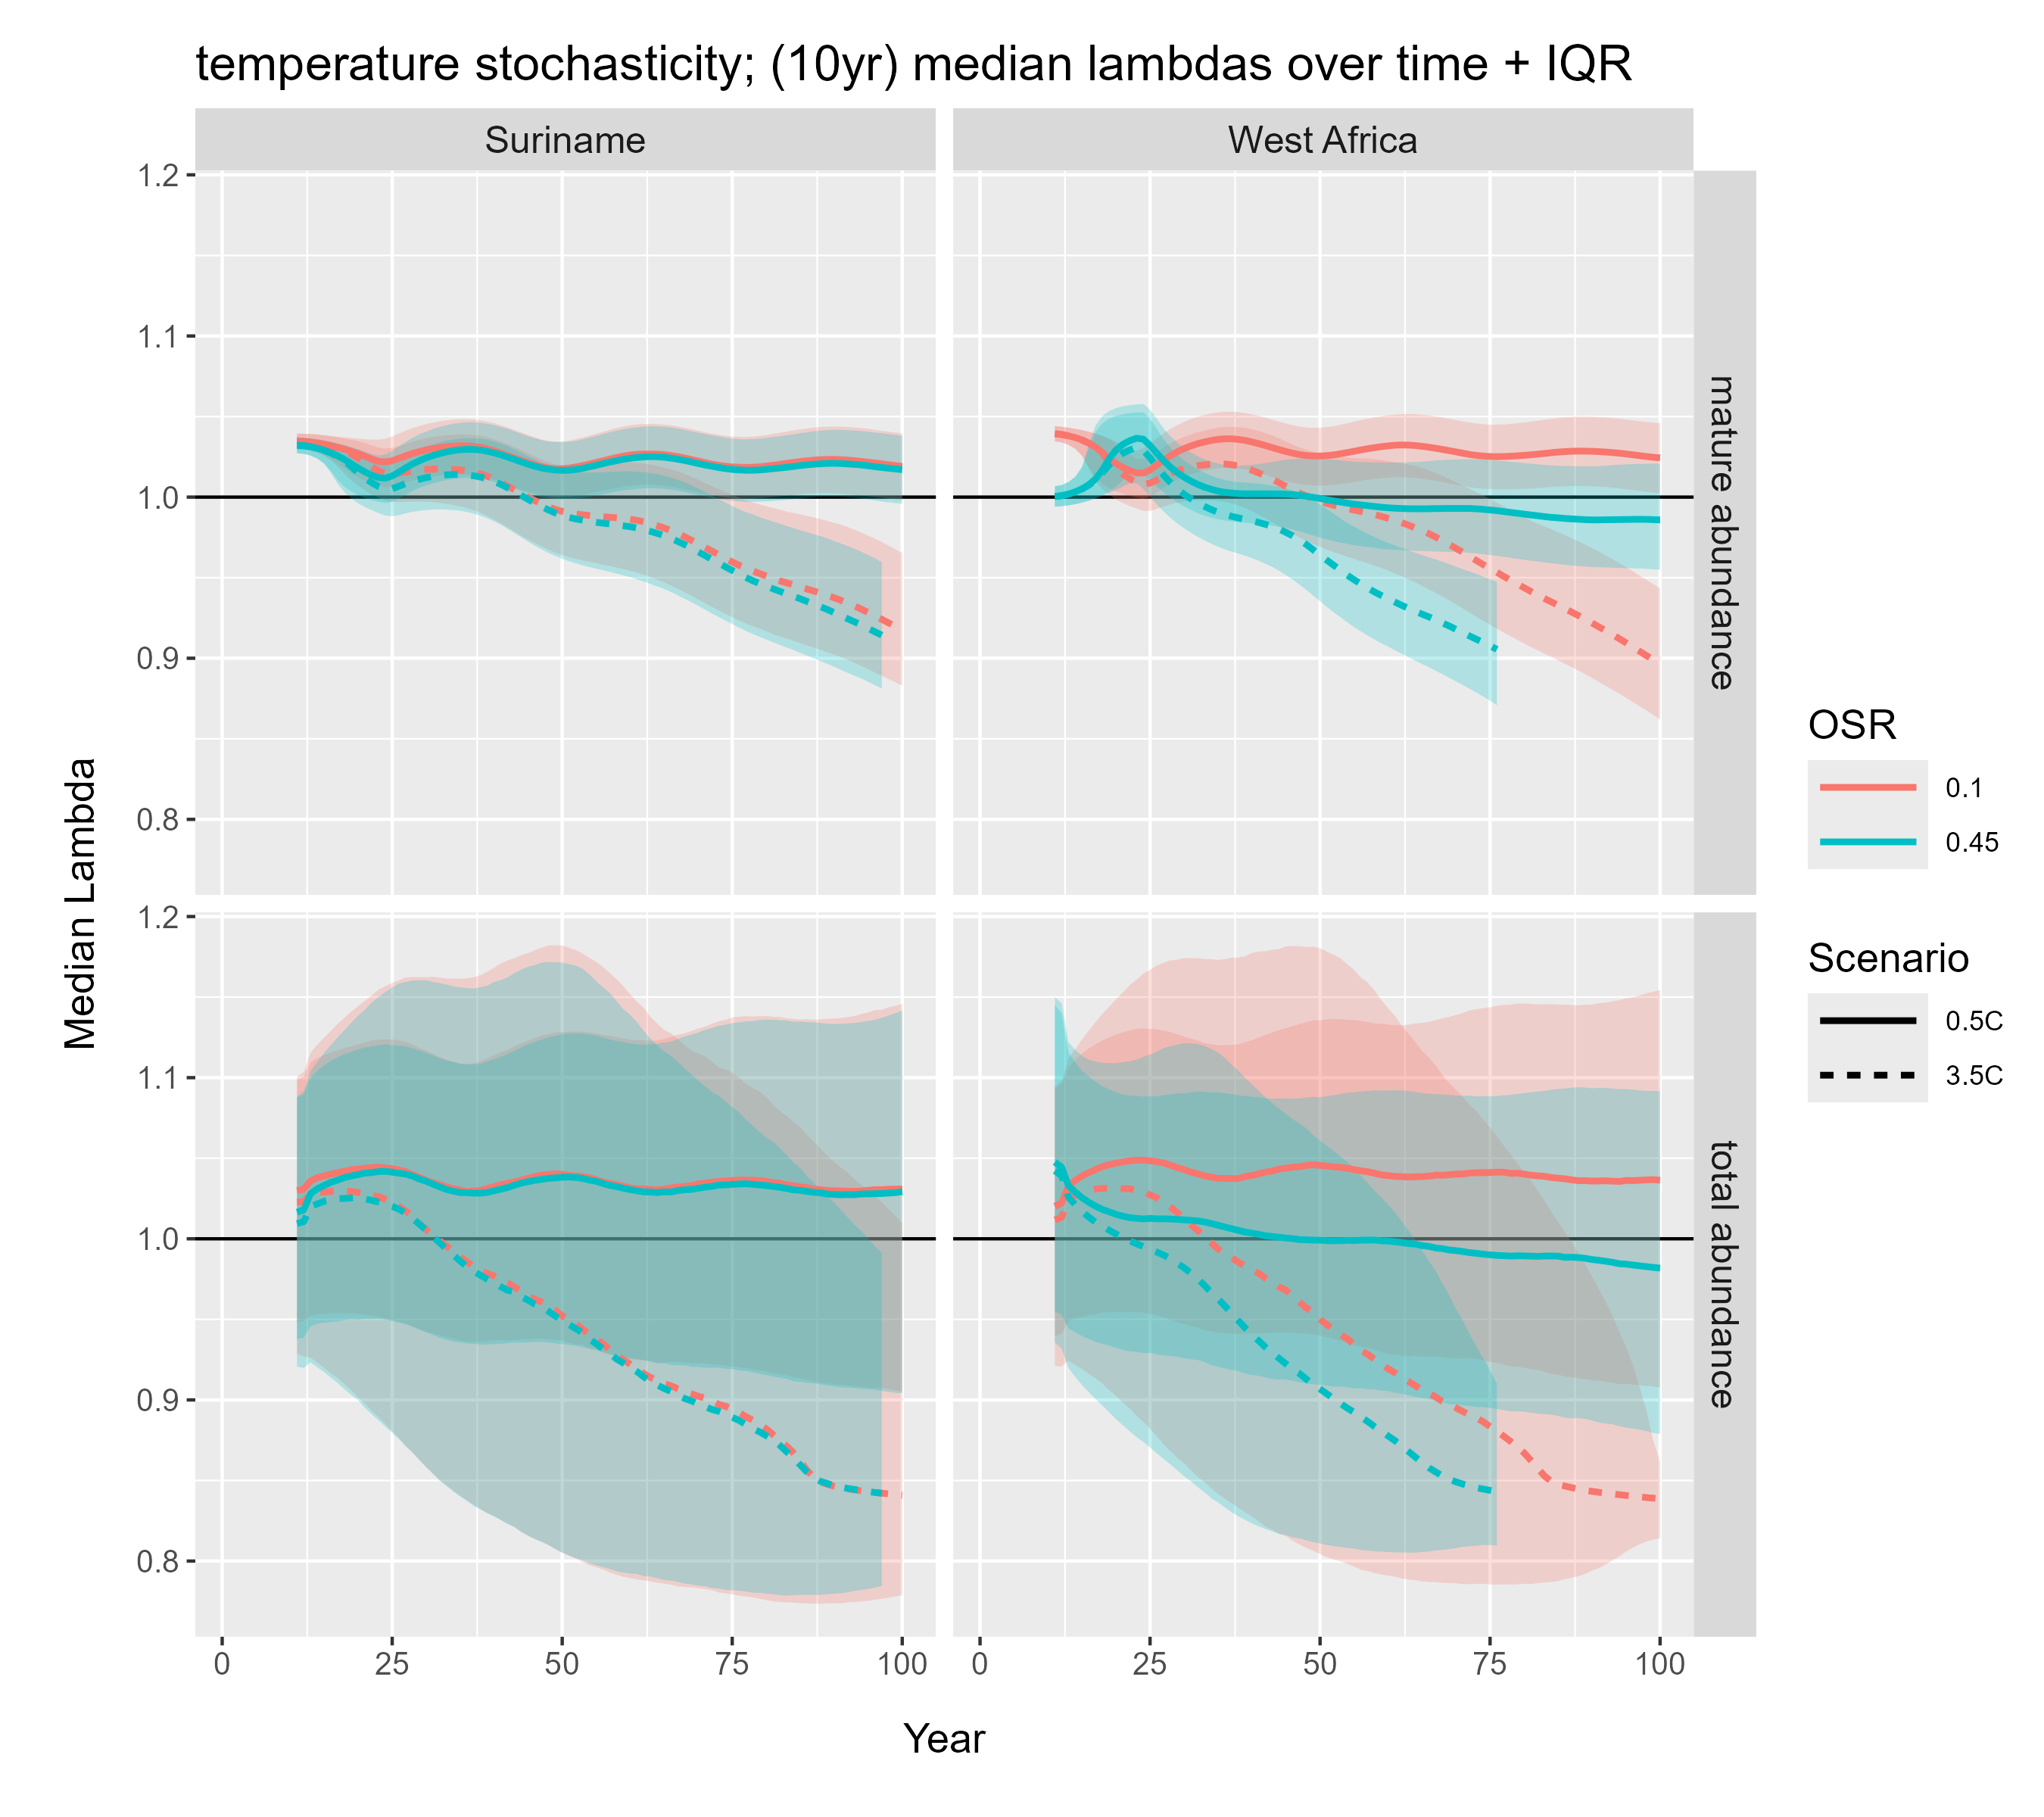 temperature stochasticity; (10yr) median lambdas over time + IQR
Suriname
West Africa
1.2
1.1
1.0
0.9
0.8
mature abundance
1.2
1.1
1.0
0.9
0.8
total abundance
Median Lambda
0
25
50
75
100
0
25
50
75
100
Year
OSR
0.1
0.45
Scenario
0.5C
3.5C